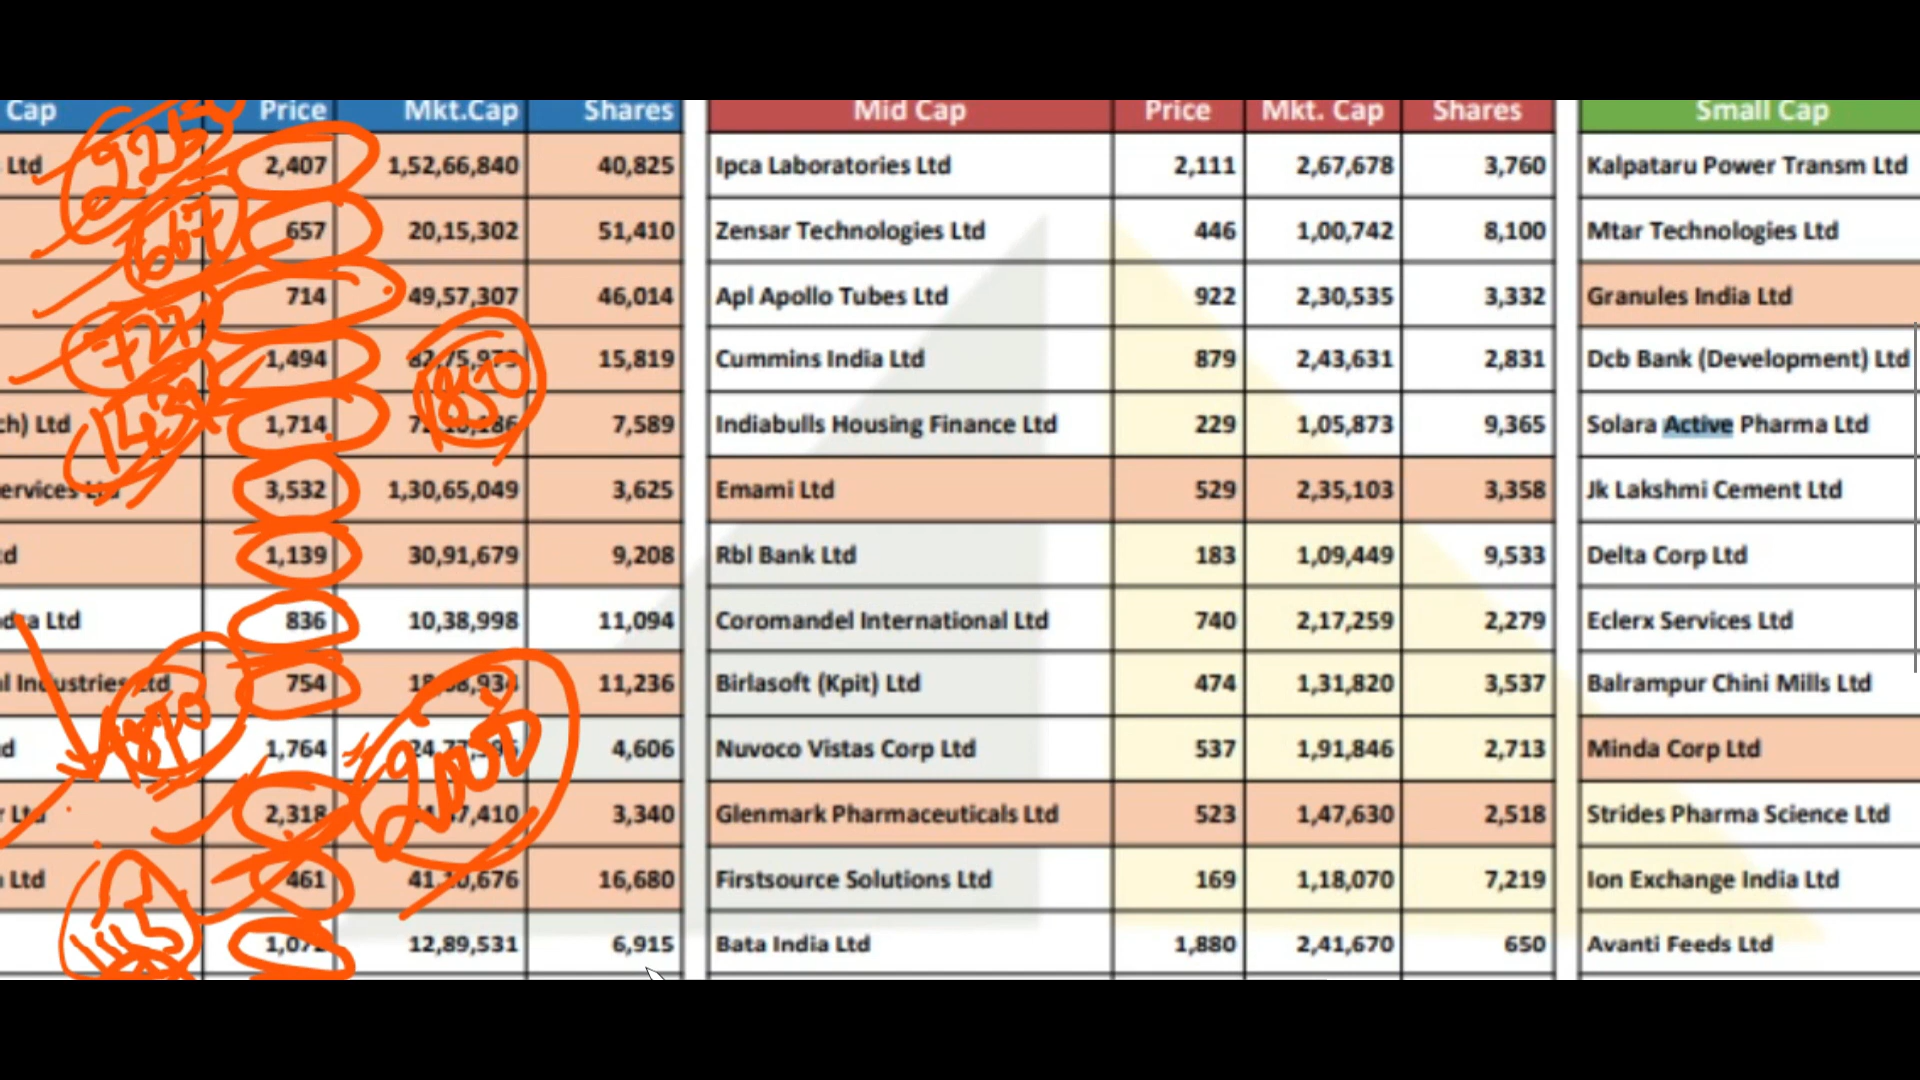 Cap Price Mkt.Cap Shares Mid Cap Price Mkt. Cap Shares Small Cap
Ltd 2250 2,407 1,52,66,840 40,825 Ipca Laboratories Ltd 2,111 2,67,678 3,760 Kalpataru Power Transm Ltd
667 657 20,15,302 51,410 Zensar Technologies Ltd 446 1,00,742 8,100 Mtar Technologies Ltd
714 49,57,307 46,014 Apl Apollo Tubes Ltd 922 2,30,535 3,332 Granules India Ltd
727 1,494 15,819 Cummins India Ltd 879 2,43,631 2,831 Dcb Bank (Development) Ltd
ch) Ltd 1,714 1850 7,589 Indiabulls Housing Finance Ltd 229 1,05,873 9,365 Solara Active Pharma Ltd
ervices Ltd 3,532 1,30,65,049 3,625 Emami Ltd 529 2,35,103 3,358 Jk Lakshmi Cement Ltd
td 1,139 30,91,679 9,208 Rbl Bank Ltd 183 1,09,449 9,533 Delta Corp Ltd
Ltd 836 10,38,998 11,094 Coromandel International Ltd 740 2,17,259 2,279 Eclerx Services Ltd
l Industries Ltd 754 11,236 Birlasoft (Kpit) Ltd 474 1,31,820 3,537 Balrampur Chini Mills Ltd
d 1,764 2000 4,606 Nuvoco Vistas Corp Ltd 537 1,91,846 2,713 Minda Corp Ltd
r Ltd 2,318 3,340 Glenmark Pharmaceuticals Ltd 523 1,47,630 2,518 Strides Pharma Science Ltd
Ltd 461 16,680 Firstsource Solutions Ltd 169 1,18,070 7,219 Ion Exchange India Ltd
12,89,531 6,915 Bata India Ltd 1,880 2,41,670 650 Avanti Feeds Ltd